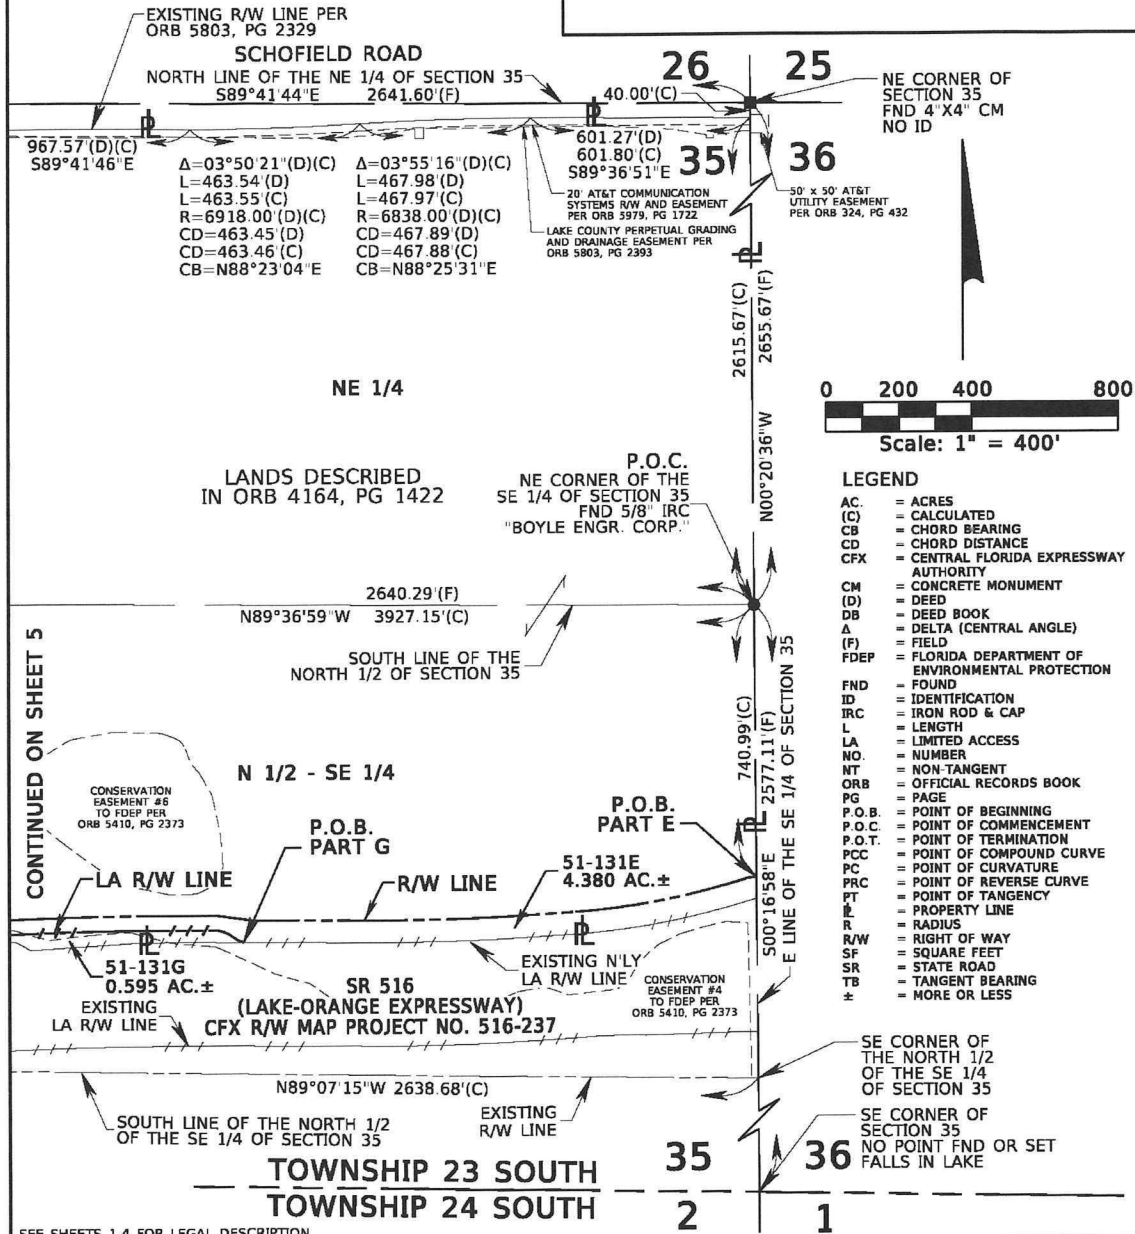 EXISTING R/W LINE PER
ORB 5803, PG 2329
SCHOFIELD ROAD
NORTH LINE OF THE NE 1/4 OF SECTION 35
S89°41'44"E 2641.60'(F)
40.00'(C)
26 25
NE CORNER OF
SECTION 35
FND 4"X4" CM
NO ID
967.57'(D)(C)
S89°41'46"E
Δ=03°50'21"(D)(C)
L=463.54'(D)
L=463.55'(C)
R=6918.00'(D)(C)
CD=463.45'(D)
CD=463.46'(C)
CB=N88°23'04"E
Δ=03°55'16"(D)(C)
L=467.98'(D)
L=467.97'(C)
R=6838.00'(D)(C)
CD=467.89'(D)
CD=467.88'(C)
CB=N88°25'31"E
601.27'(D)
601.80'(C)
S89°36'51"E
35 36
20' AT&T COMMUNICATION
SYSTEMS R/W AND EASEMENT
PER ORB 5979, PG 1722
LAKE COUNTY PERPETUAL GRADING
AND DRAINAGE EASEMENT PER
ORB 5803, PG 2393
50' x 50' AT&T
UTILITY EASEMENT
PER ORB 324, PG 432
2615.67'(C)
2655.67'(F)
N00°20'36"W
NE 1/4
0 200 400 800
Scale: 1" = 400'
LANDS DESCRIBED
IN ORB 4164, PG 1422
P.O.C.
NE CORNER OF THE
SE 1/4 OF SECTION 35
FND 5/8" IRC
"BOYLE ENGR. CORP."
2640.29'(F)
N89°36'59"W 3927.15'(C)
SOUTH LINE OF THE
NORTH 1/2 OF SECTION 35
LEGEND
AC. = ACRES
(C) = CALCULATED
CB = CHORD BEARING
CD = CHORD DISTANCE
CFX = CENTRAL FLORIDA EXPRESSWAY
AUTHORITY
CM = CONCRETE MONUMENT
(D) = DEED
DB = DEED BOOK
Δ = DELTA (CENTRAL ANGLE)
(F) = FIELD
FDEP = FLORIDA DEPARTMENT OF
ENVIRONMENTAL PROTECTION
FND = FOUND
ID = IDENTIFICATION
IRC = IRON ROD & CAP
L = LENGTH
LA = LIMITED ACCESS
NO. = NUMBER
NT = NON-TANGENT
ORB = OFFICIAL RECORDS BOOK
PG = PAGE
P.O.B. = POINT OF BEGINNING
P.O.C. = POINT OF COMMENCEMENT
P.O.T. = POINT OF TERMINATION
PCC = POINT OF COMPOUND CURVE
PC = POINT OF CURVATURE
PRC = POINT OF REVERSE CURVE
PT = POINT OF TANGENCY
PL = PROPERTY LINE
R = RADIUS
R/W = RIGHT OF WAY
SF = SQUARE FEET
SR = STATE ROAD
TB = TANGENT BEARING
± = MORE OR LESS
CONTINUED ON SHEET 5
CONSERVATION
EASEMENT #6
TO FDEP PER
ORB 5410, PG 2373
N 1/2 - SE 1/4
740.99'(C)
2577.11'(F)
S00°16'58"E
E LINE OF THE SE 1/4 OF SECTION 35
P.O.B.
PART G
P.O.B.
PART E
LA R/W LINE
R/W LINE
51-131E
4.380 AC.±
51-131G
0.595 AC.±
EXISTING N'LY
LA R/W LINE
SR 516
(LAKE-ORANGE EXPRESSWAY)
CFX R/W MAP PROJECT NO. 516-237
EXISTING
LA R/W LINE
CONSERVATION
EASEMENT #4
TO FDEP PER
ORB 5410, PG 2373
N89°07'15"W 2638.68'(C)
SOUTH LINE OF THE NORTH 1/2
OF THE SE 1/4 OF SECTION 35
EXISTING
R/W LINE
SE CORNER OF
THE NORTH 1/2
OF THE SE 1/4
OF SECTION 35
SE CORNER OF
SECTION 35
NO POINT FND OR SET
FALLS IN LAKE
TOWNSHIP 23 SOUTH 35 36
TOWNSHIP 24 SOUTH 2 1
SEE SHEETS 1-4 FOR LEGAL DESCRIPTION